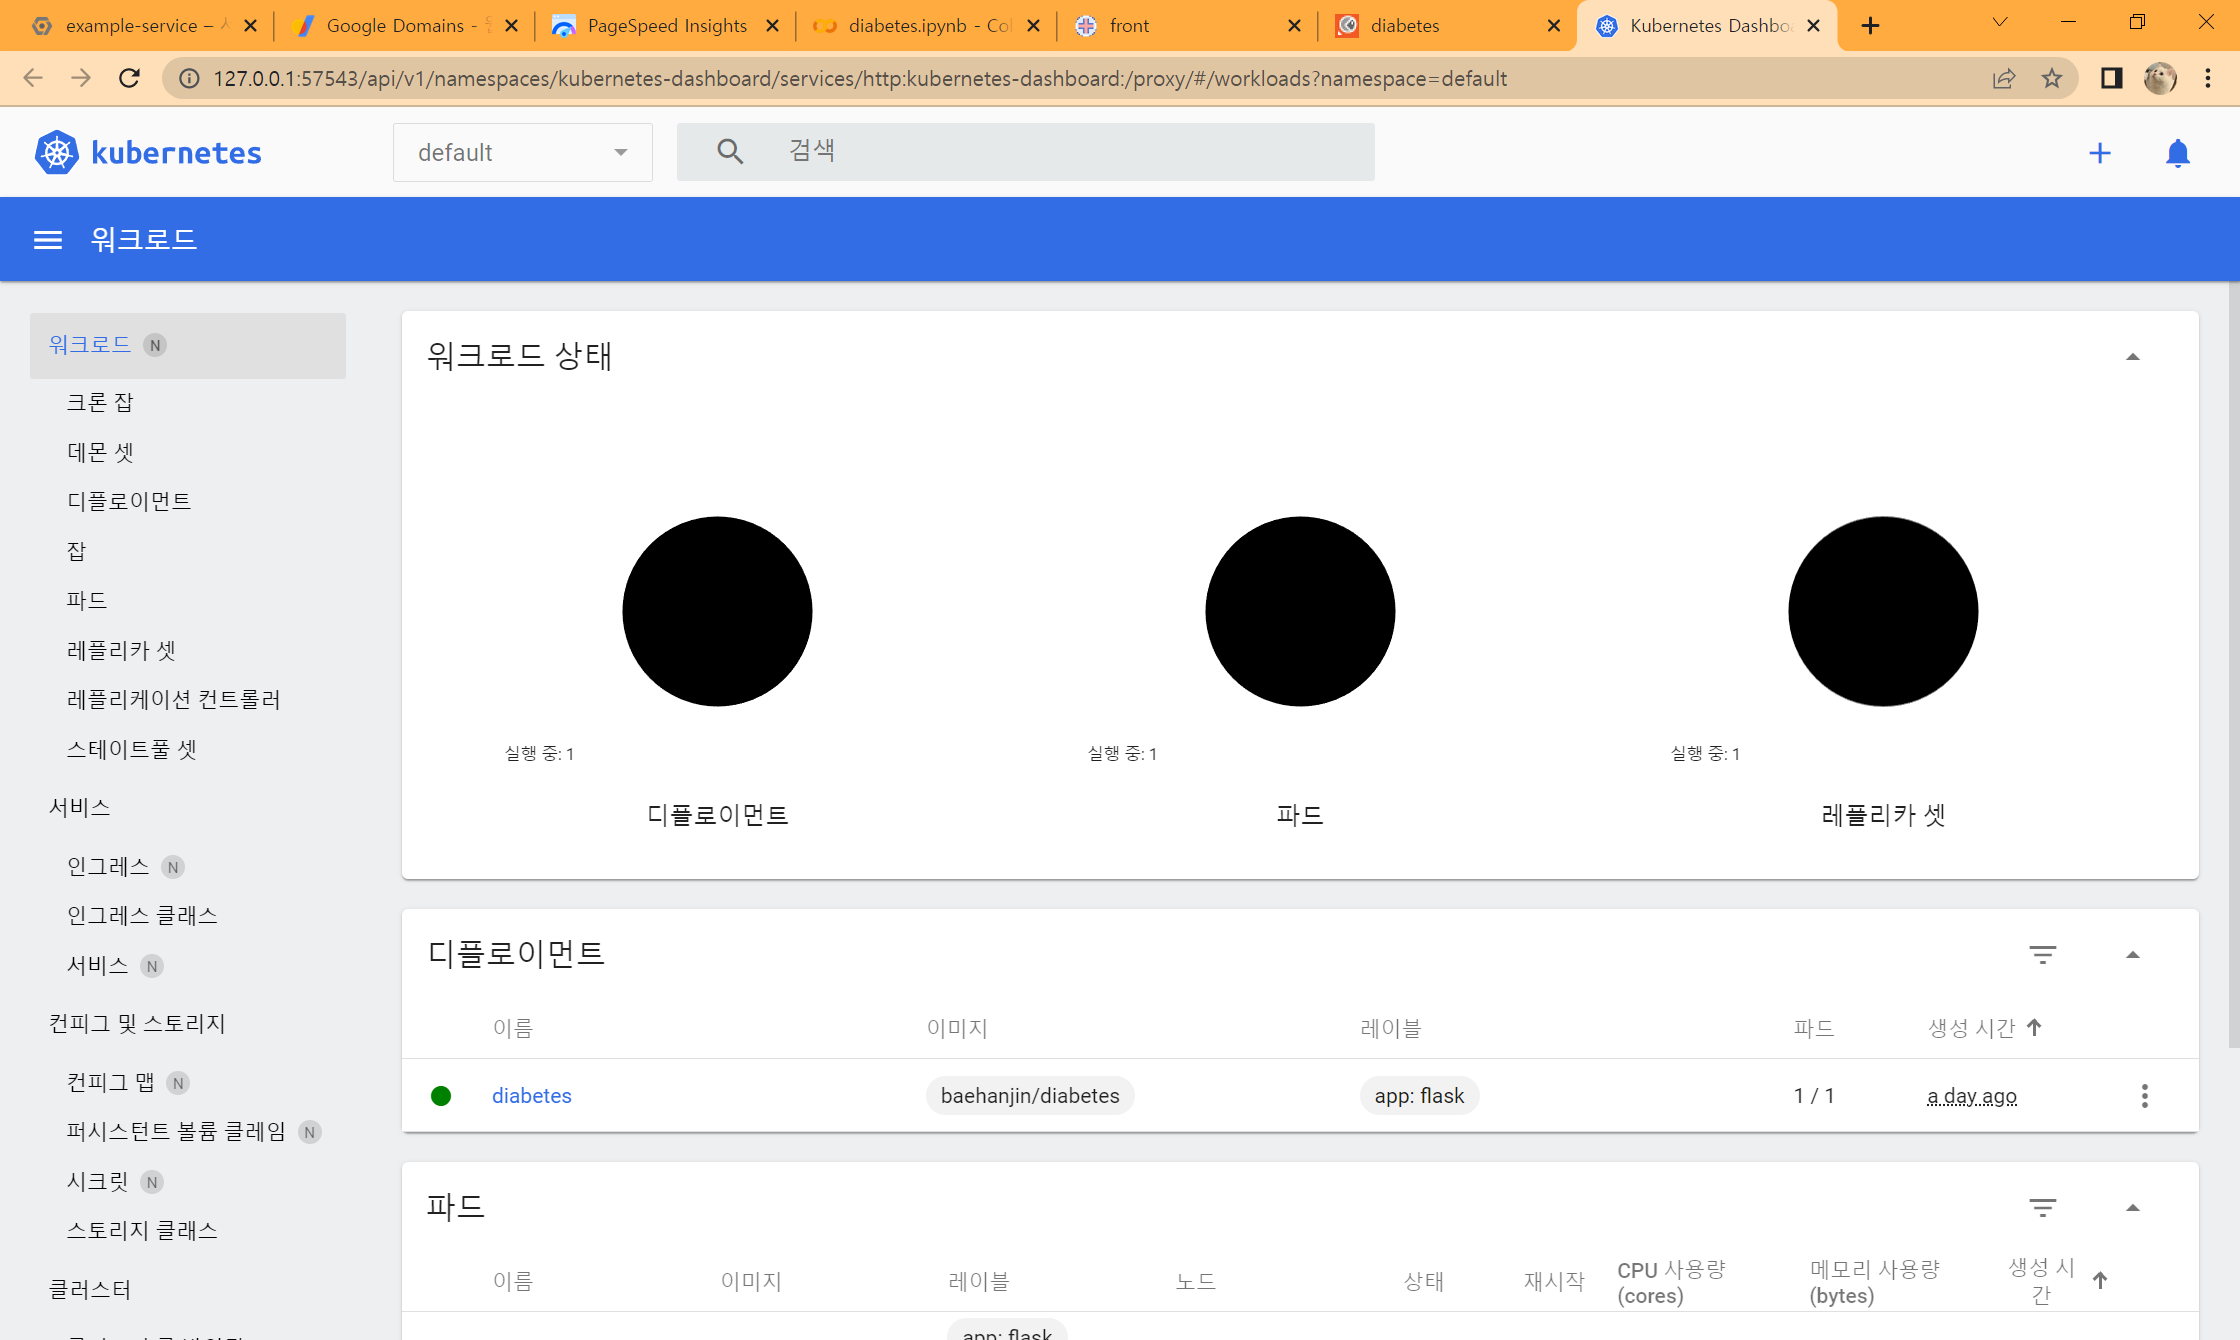 example-service –
Google Domains -
PageSpeed Insights
diabetes.ipynb - Co
front
diabetes
Kubernetes Dashbo
127.0.0.1:57543/api/v1/namespaces/kubernetes-dashboard/services/http:kubernetes-dashboard:/proxy/#/workloads?namespace=default
kubernetes
default
검색
워크로드
워크로드 N
크론 잡
데몬 셋
디플로이먼트
잡
파드
레플리카 셋
레플리케이션 컨트롤러
스테이트풀 셋
서비스
인그레스 N
인그레스 클래스
서비스 N
컨피그 및 스토리지
컨피그 맵 N
퍼시스턴트 볼륨 클레임 N
시크릿 N
스토리지 클래스
클러스터
워크로드 상태
실행 중: 1
디플로이먼트
실행 중: 1
파드
실행 중: 1
레플리카 셋
디플로이먼트
이름 이미지 레이블 파드 생성 시간
diabetes baehanjin/diabetes app: flask 1 / 1 a day ago
파드
이름 이미지 레이블 노드 상태 재시작 CPU 사용량 (cores) 메모리 사용량 (bytes) 생성 시간
app: flask